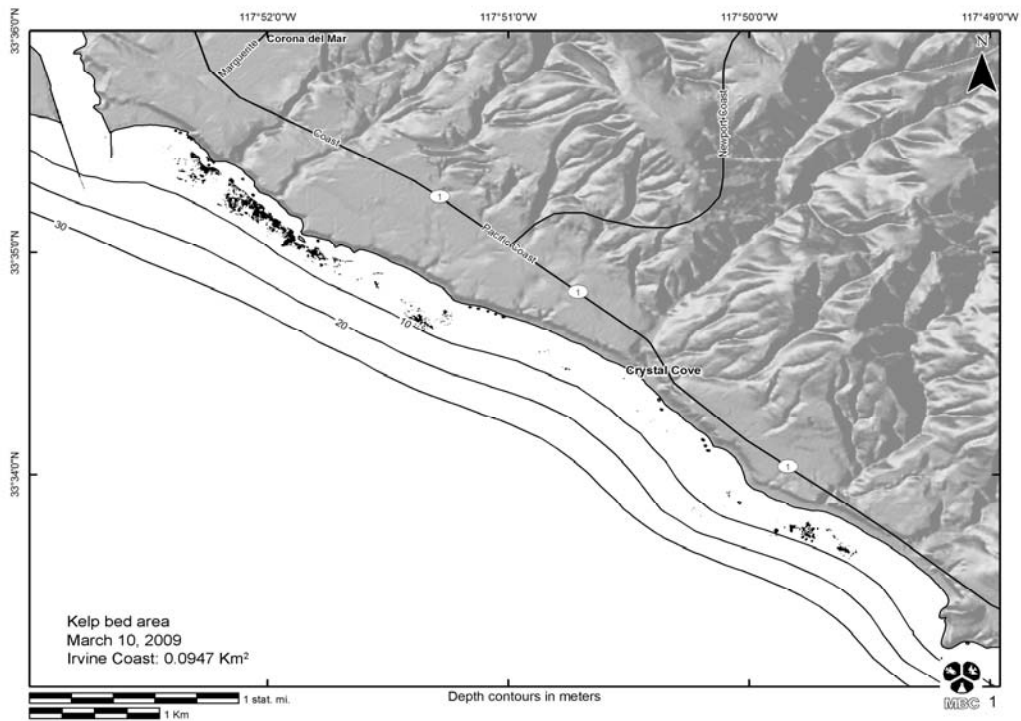 117°52'0"W
117°51'0"W
117°50'0"W
117°49'0"W
33°36'0"N
33°35'0"N
33°34'0"N
Marguerite
Corona del Mar
N
Coast
Newport Coast
1
Pacific Coast
1
30
20
10
Crystal Cove
1
Kelp bed area
March 10, 2009
Irvine Coast: 0.0947 Km²
1 stat. mi.
1 Km
Depth contours in meters
MBC
1